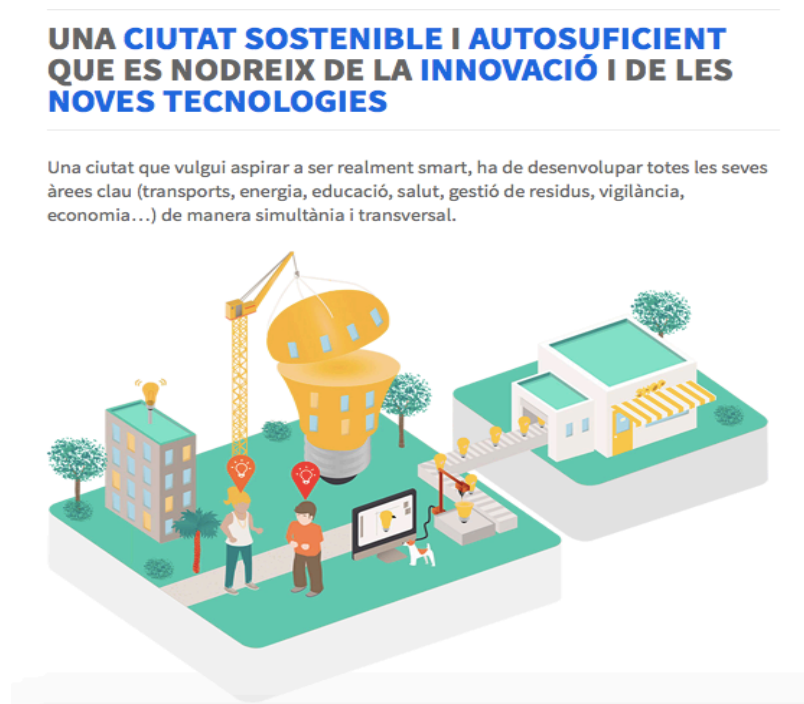 UNA CIUTAT SOSTENIBLE I AUTOSUFICIENT
QUE ES NODREIX DE LA INNOVACIÓ I DE LES
NOVES TECNOLOGIES
Una ciutat que vulgui aspirar a ser realment smart, ha de desenvolupar totes les seves
àrees clau (transports, energia, educació, salut, gestió de residus, vigilància,
economia...) de manera simultània i transversal.